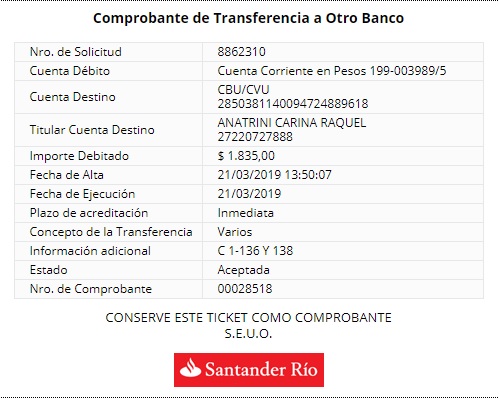 Comprobante de Transferencia a Otro Banco
Nro. de Solicitud 8862310
Cuenta Débito Cuenta Corriente en Pesos 199-003989/5
Cuenta Destino CBU/CVU
2850381140094724889618
Titular Cuenta Destino ANATRINI CARINA RAQUEL
27220727888
Importe Debitado $ 1.835,00
Fecha de Alta 21/03/2019 13:50:07
Fecha de Ejecución 21/03/2019
Plazo de acreditación Inmediata
Concepto de la Transferencia Varios
Información adicional C 1-136 Y 138
Estado Aceptada
Nro. de Comprobante 00028518
CONSERVE ESTE TICKET COMO COMPROBANTE
S.E.U.O.
Santander Río